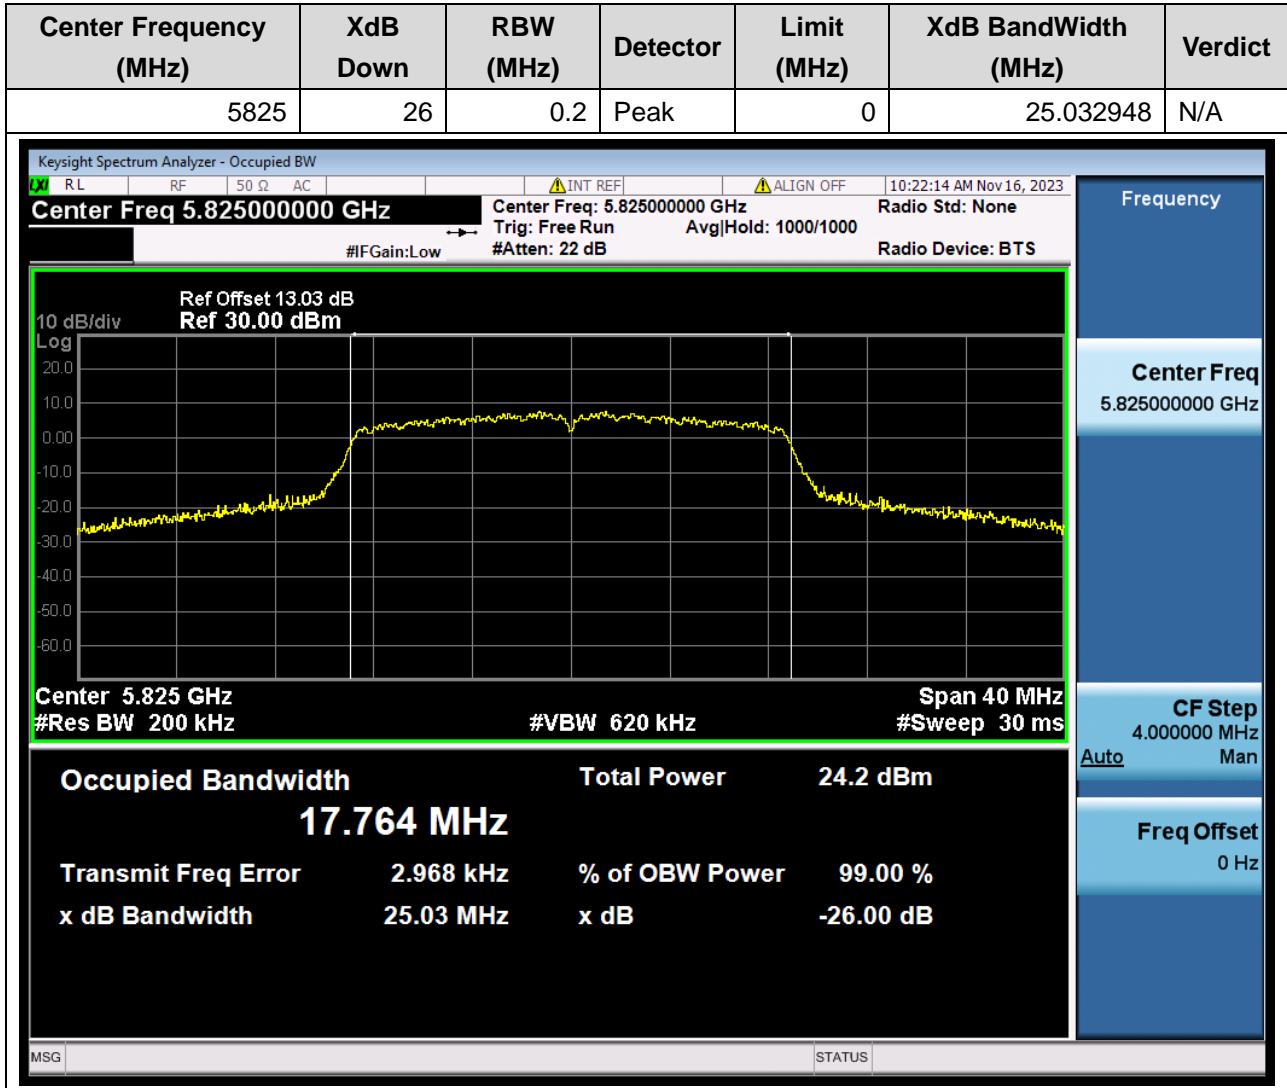 Center Frequency (MHz) XdB Down RBW (MHz) Detector Limit (MHz) XdB BandWidth (MHz) Verdict
5825 26 0.2 Peak 0 25.032948 N/A
Keysight Spectrum Analyzer - Occupied BW
LXI RL RF 50 Ω AC INT REF ALIGN OFF 10:22:14 AM Nov 16, 2023
Center Freq 5.825000000 GHz
Center Freq: 5.825000000 GHz Radio Std: None
Trig: Free Run Avg|Hold: 1000/1000
#IFGain:Low #Atten: 22 dB Radio Device: BTS
Ref Offset 13.03 dB
10 dB/div Ref 30.00 dBm
Log
20.0
10.0
0.00
-10.0
-20.0
-30.0
-40.0
-50.0
-60.0
Center 5.825 GHz Span 40 MHz
#Res BW 200 kHz #VBW 620 kHz #Sweep 30 ms
Occupied Bandwidth Total Power 24.2 dBm
17.764 MHz
Transmit Freq Error 2.968 kHz % of OBW Power 99.00 %
x dB Bandwidth 25.03 MHz x dB -26.00 dB
MSG STATUS
Frequency
Center Freq
5.825000000 GHz
CF Step
4.000000 MHz
Auto Man
Freq Offset
0 Hz